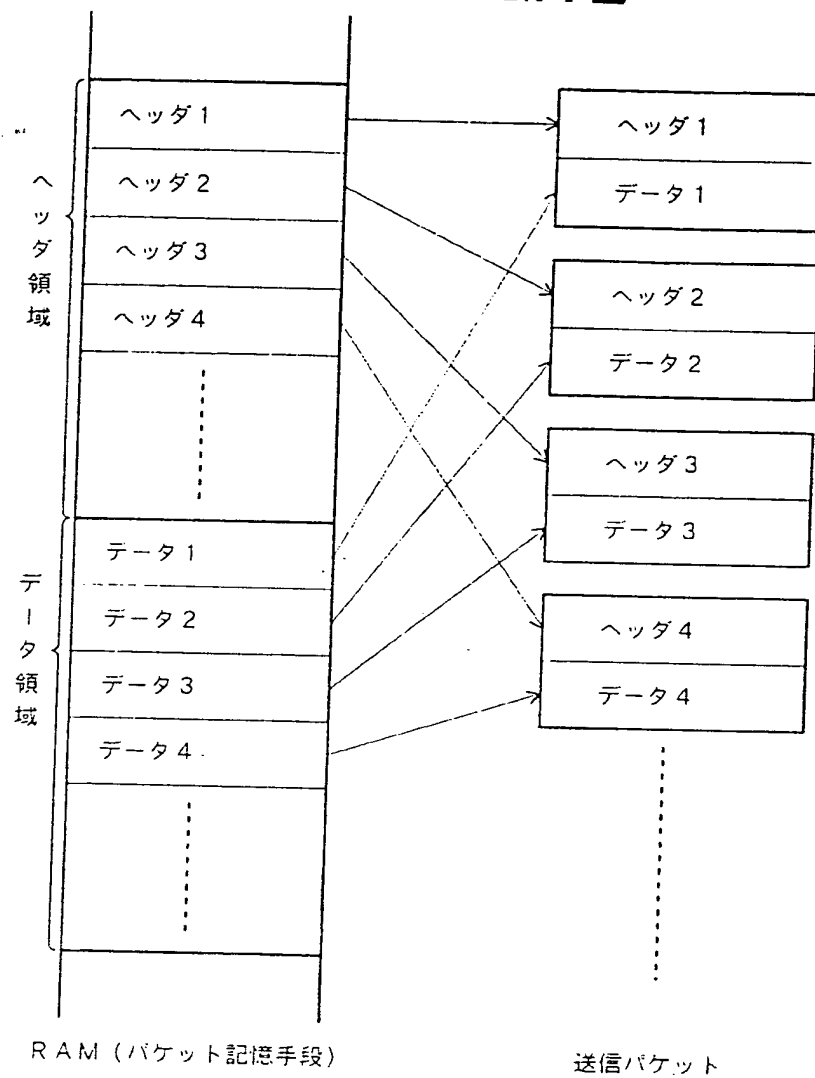 ヘッダ1
ヘッダ2
ヘッダ3
ヘッダ4
ヘッダ領域
データ1
データ2
データ3
データ4
データ領域
RAM(パケット記憶手段)
ヘッダ1
データ1
ヘッダ2
データ2
ヘッダ3
データ3
ヘッダ4
データ4
送信パケット